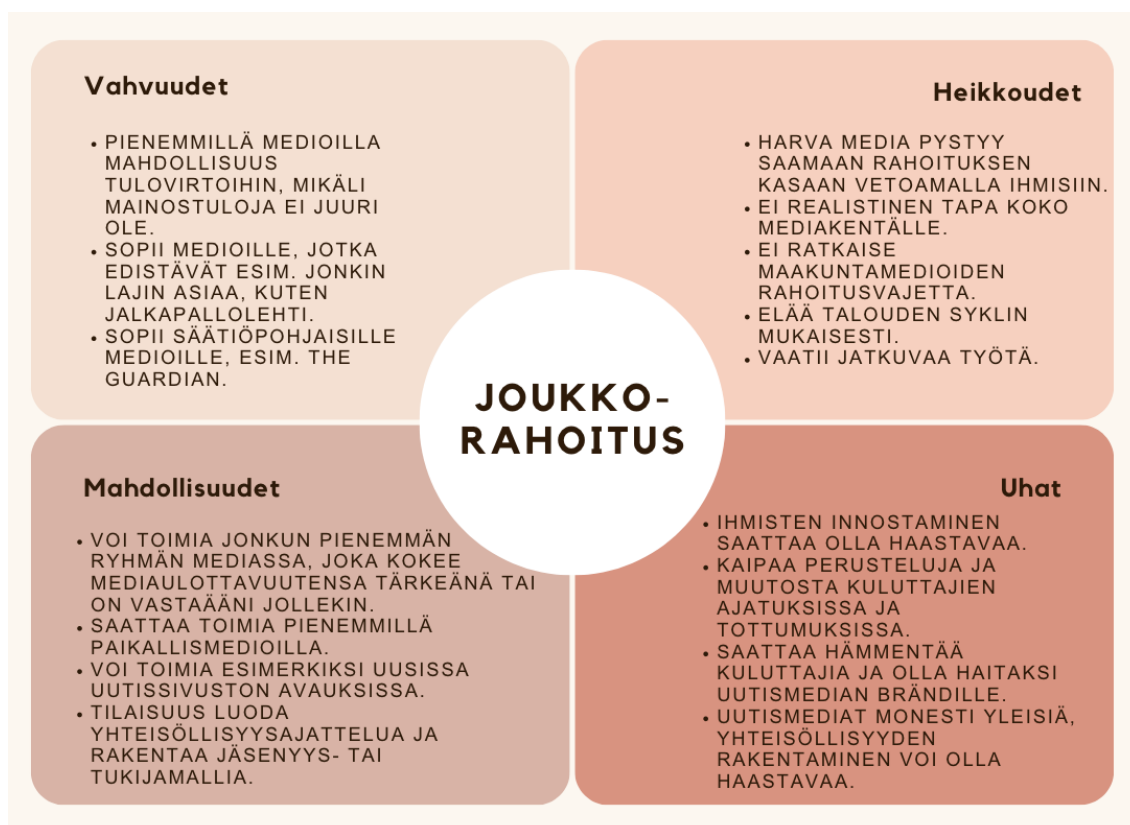 Vahvuudet
• PIENEMMILLÄ MEDIOILLA
MAHDOLLISUUS
TULOVIRTOIHIN, MIKÄLI
MAINOSTULOJA EI JUURI
OLE.
• SOPII MEDIOILLE, JOTKA
EDISTÄVÄT ESIM. JONKIN
LAJIN ASIAA, KUTEN
JALKAPALLOLEHTI.
• SOPII SÄÄTIÖPOHJAISILLE
MEDIOILLE, ESIM. THE
GUARDIAN.
Heikkoudet
• HARVA MEDIA PYSTYY
SAAMAAN RAHOITUKSEN
KASAAN VETOAMALLA IHMISIIN.
• EI REALISTINEN TAPA KOKO
MEDIAKENTÄLLE.
• EI RATKAISE
MAAKUNTAMEDIOIDEN
RAHOITUSVAJETTA.
• ELÄÄ TALOUDEN SYKLIN
MUKAISESTI.
• VAATII JATKUVAA TYÖTÄ.
JOUKKO-
RAHOITUS
Mahdollisuudet
• VOI TOIMIA JONKUN PIENEMMÄN
RYHMÄN MEDIASSA, JOKA KOKEE
MEDIAULOTTAVUUTENSA TÄRKEÄNÄ TAI
ON VASTAÄÄNI JOLLEKIN.
• SAATTAA TOIMIA PIENEMMILLÄ
PAIKALLISMEDIOILLA.
• VOI TOIMIA ESIMERKIKSI UUSISSA
UUTISSIVUSTON AVAUKSISSA.
• TILAISUUS LUODA
YHTEISÖLLISYYSAJATTELUA JA
RAKENTAA JÄSENYYS- TAI
TUKIJAMALLIA.
Uhat
• IHMISTEN INNOSTAMINEN
SAATTAA OLLA HAASTAVAA.
• KAIPAA PERUSTELUJA JA
MUUTOSTA KULUTTAJIEN
AJATUKSISSA JA
TOTTUMUKSISSA.
• SAATTAA HÄMMENTÄÄ
KULUTTAJIA JA OLLA HAITAKSI
UUTISMEDIAN BRÄNDILLE.
• UUTISMEDIAT MONESTI YLEISIÄ,
YHTEISÖLLISYYDEN
RAKENTAMINEN VOI OLLA
HAASTAVAA.